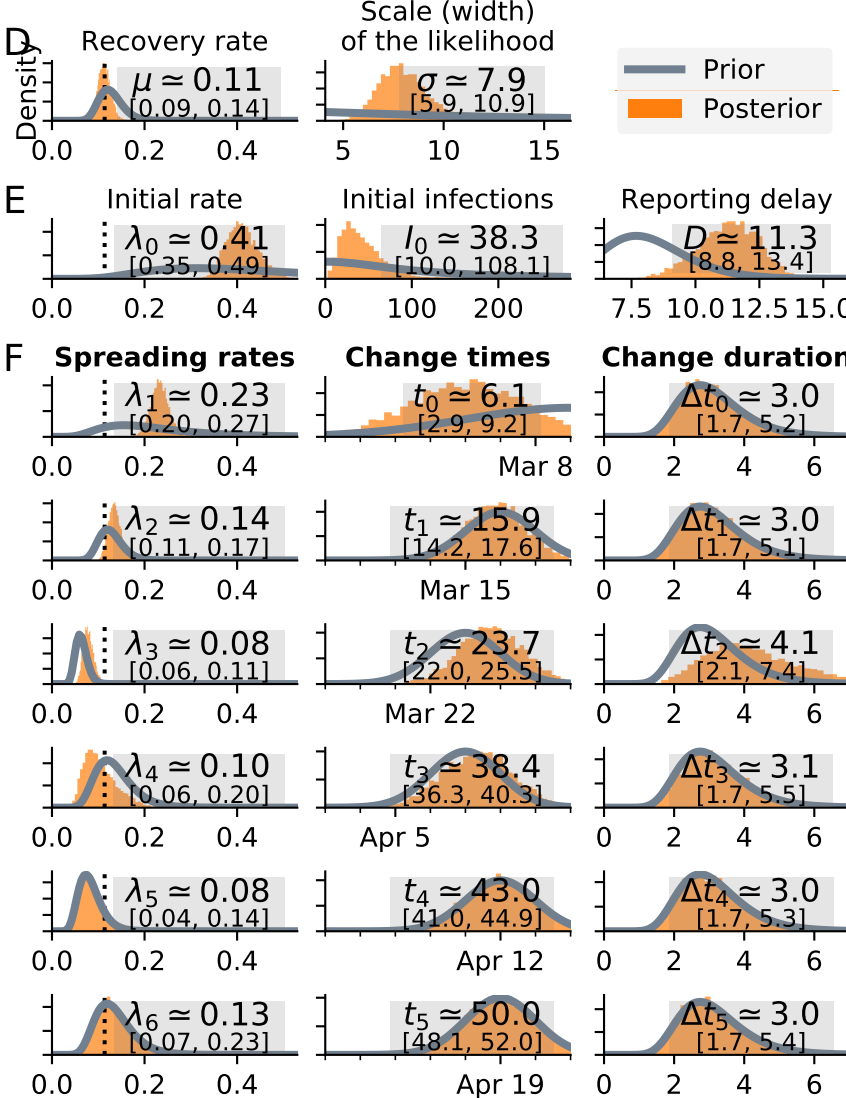 D
Density
Recovery rate
μ ≃ 0.11
[0.09, 0.14]
0.0 0.2 0.4
Scale (width)
of the likelihood
σ ≃ 7.9
[5.9, 10.9]
5 10 15
Prior
Posterior
E
Initial rate
λ0 ≃ 0.41
[0.35, 0.49]
0.0 0.2 0.4
Initial infections
I0 ≃ 38.3
[10.0, 108.1]
0 100 200
Reporting delay
D ≃ 11.3
[8.8, 13.4]
7.5 10.0 12.5 15.0
F
Spreading rates Change times Change duration
λ1 ≃ 0.23
[0.20, 0.27]
0.0 0.2 0.4
t0 ≃ 6.1
[2.9, 9.2]
Mar 8
Δt0 ≃ 3.0
[1.7, 5.2]
0 2 4 6
λ2 ≃ 0.14
[0.11, 0.17]
0.0 0.2 0.4
t1 ≃ 15.9
[14.2, 17.6]
Mar 15
Δt1 ≃ 3.0
[1.7, 5.1]
0 2 4 6
λ3 ≃ 0.08
[0.06, 0.11]
0.0 0.2 0.4
t2 ≃ 23.7
[22.0, 25.5]
Mar 22
Δt2 ≃ 4.1
[2.1, 7.4]
0 2 4 6
λ4 ≃ 0.10
[0.06, 0.20]
0.0 0.2 0.4
t3 ≃ 38.4
[36.3, 40.3]
Apr 5
Δt3 ≃ 3.1
[1.7, 5.5]
0 2 4 6
λ5 ≃ 0.08
[0.04, 0.14]
0.0 0.2 0.4
t4 ≃ 43.0
[41.0, 44.9]
Apr 12
Δt4 ≃ 3.0
[1.7, 5.3]
0 2 4 6
λ6 ≃ 0.13
[0.07, 0.23]
0.0 0.2 0.4
t5 ≃ 50.0
[48.1, 52.0]
Apr 19
Δt5 ≃ 3.0
[1.7, 5.4]
0 2 4 6